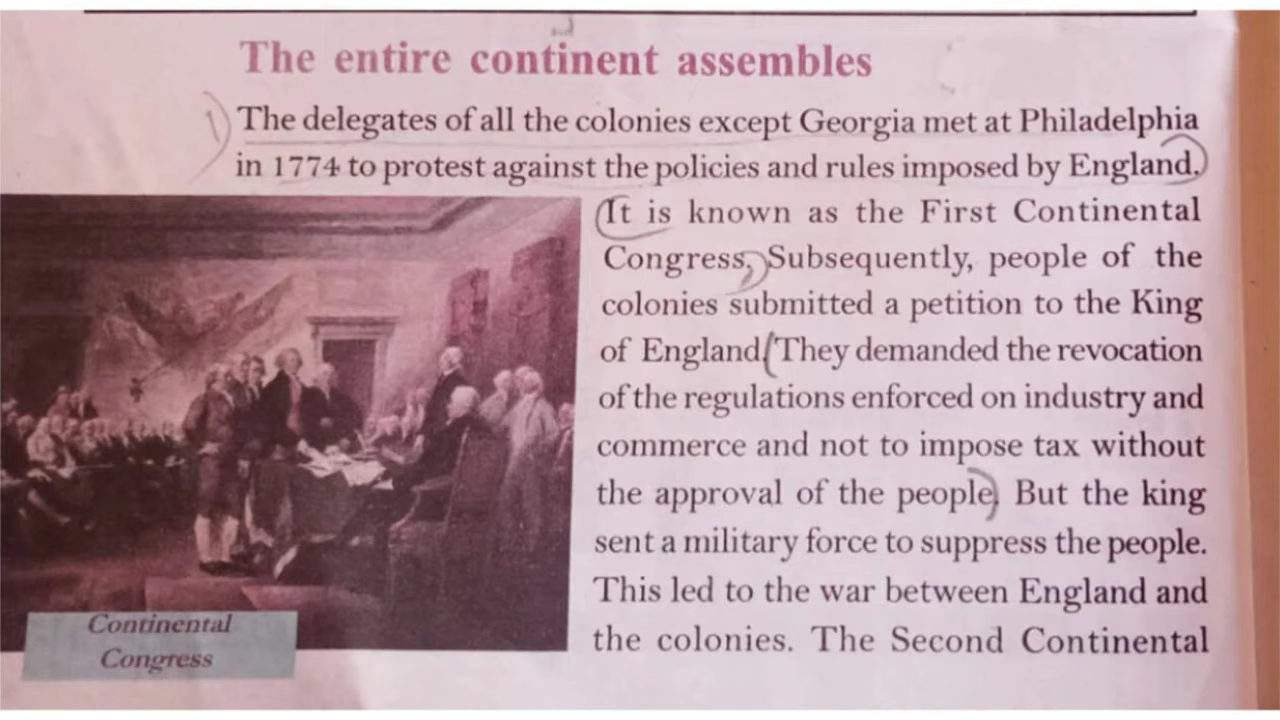 The entire continent assembles
The delegates of all the colonies except Georgia met at Philadelphia
in 1774 to protest against the policies and rules imposed by England.
It is known as the First Continental
Congress. Subsequently, people of the
colonies submitted a petition to the King
of England. They demanded the revocation
of the regulations enforced on industry and
commerce and not to impose tax without
the approval of the people. But the king
sent a military force to suppress the people.
This led to the war between England and
the colonies. The Second Continental
Continental
Congress